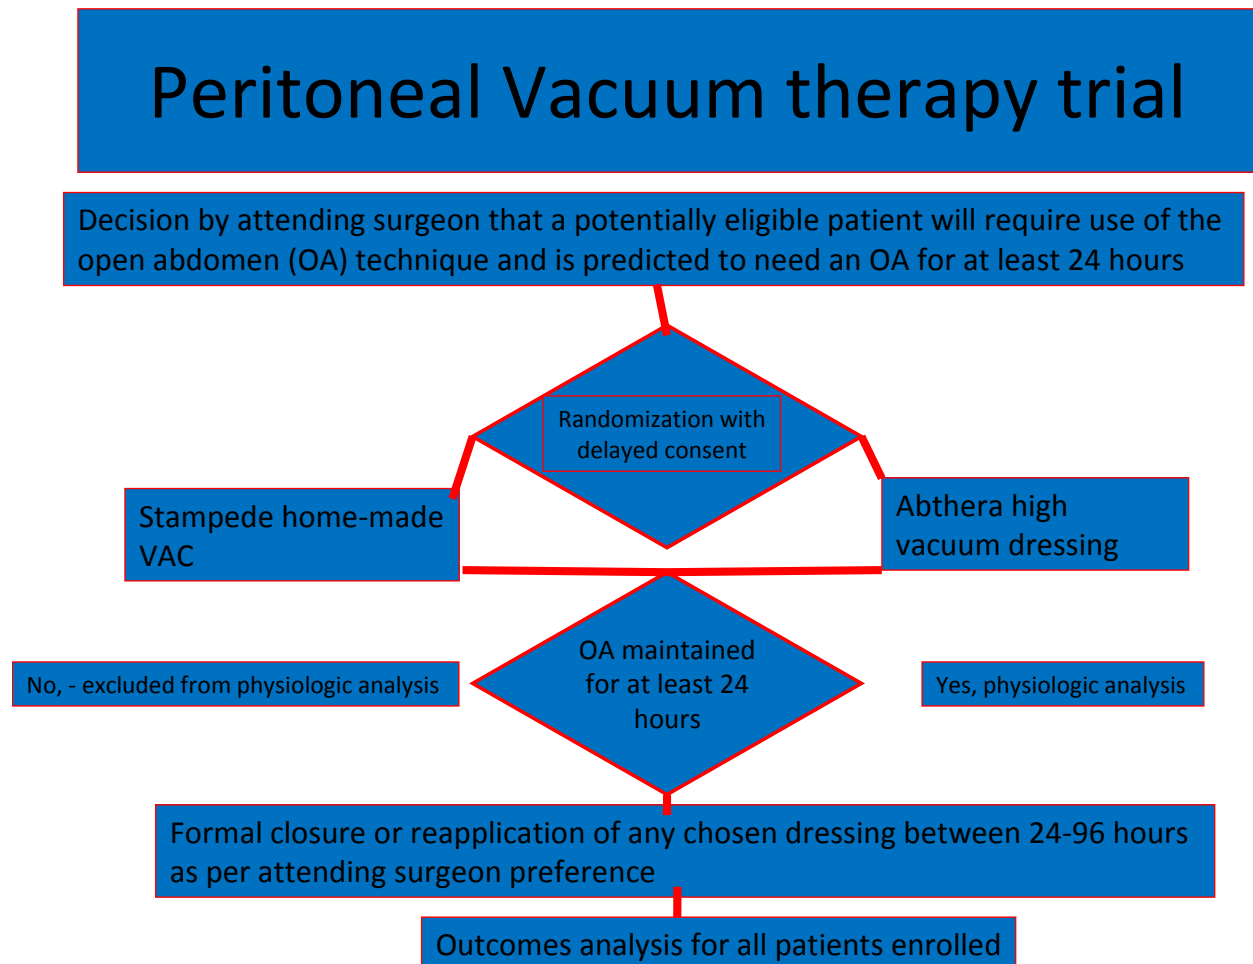 Peritoneal Vacuum therapy trial
Decision by attending surgeon that a potentially eligible patient will require use of the
open abdomen (OA) technique and is predicted to need an OA for at least 24 hours
Randomization with
delayed consent
Stampede home-made
VAC
Abthera high
vacuum dressing
OA maintained
for at least 24
hours
No, - excluded from physiologic analysis
Yes, physiologic analysis
Formal closure or reapplication of any chosen dressing between 24-96 hours
as per attending surgeon preference
Outcomes analysis for all patients enrolled